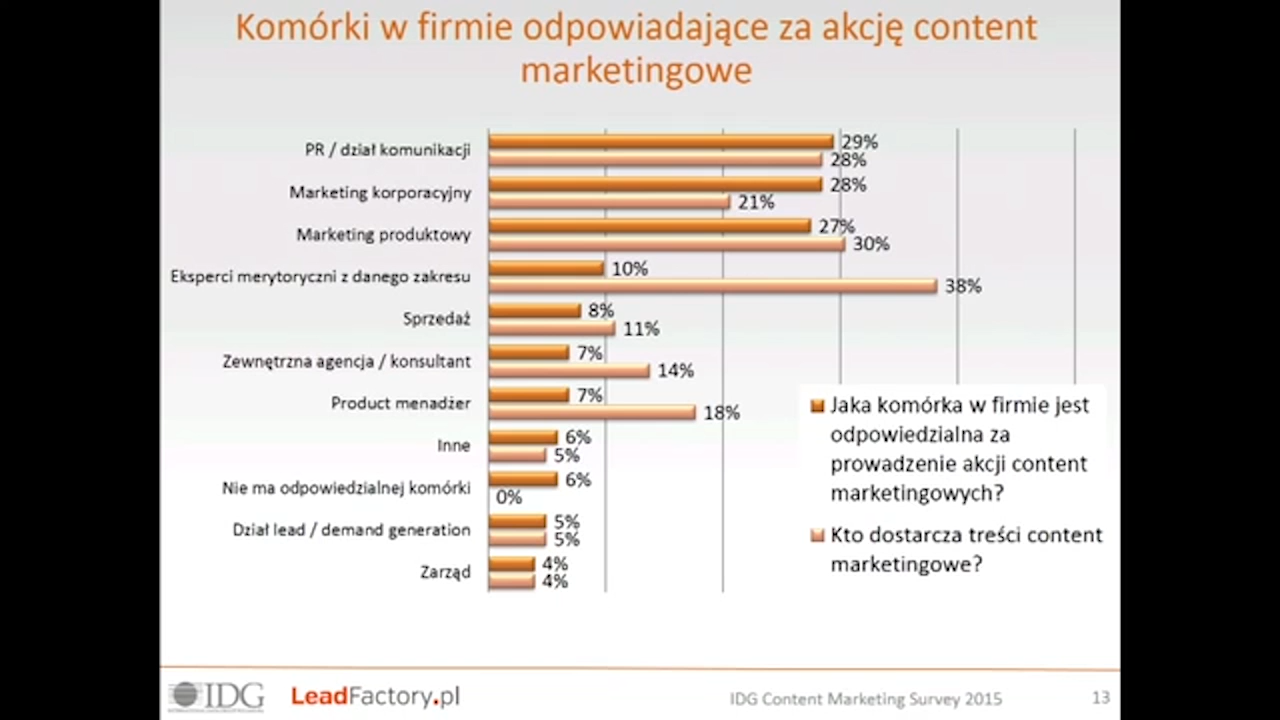 Komórki w firmie odpowiadające za akcję content
marketingowe
PR / dział komunikacji
29%
28%
Marketing korporacyjny
28%
21%
Marketing produktowy
27%
30%
Eksperci merytoryczni z danego zakresu
10%
38%
Sprzedaż
8%
11%
Zewnętrzna agencja / konsultant
7%
14%
Product menadżer
7%
18%
Inne
6%
5%
Nie ma odpowiedzialnej komórki
6%
0%
Dział lead / demand generation
5%
5%
Zarząd
4%
4%
Jaka komórka w firmie jest
odpowiedzialna za
prowadzenie akcji content
marketingowych?
Kto dostarcza treści content
marketingowe?
IDG
LeadFactory.pl
IDG Content Marketing Survey 2015
13